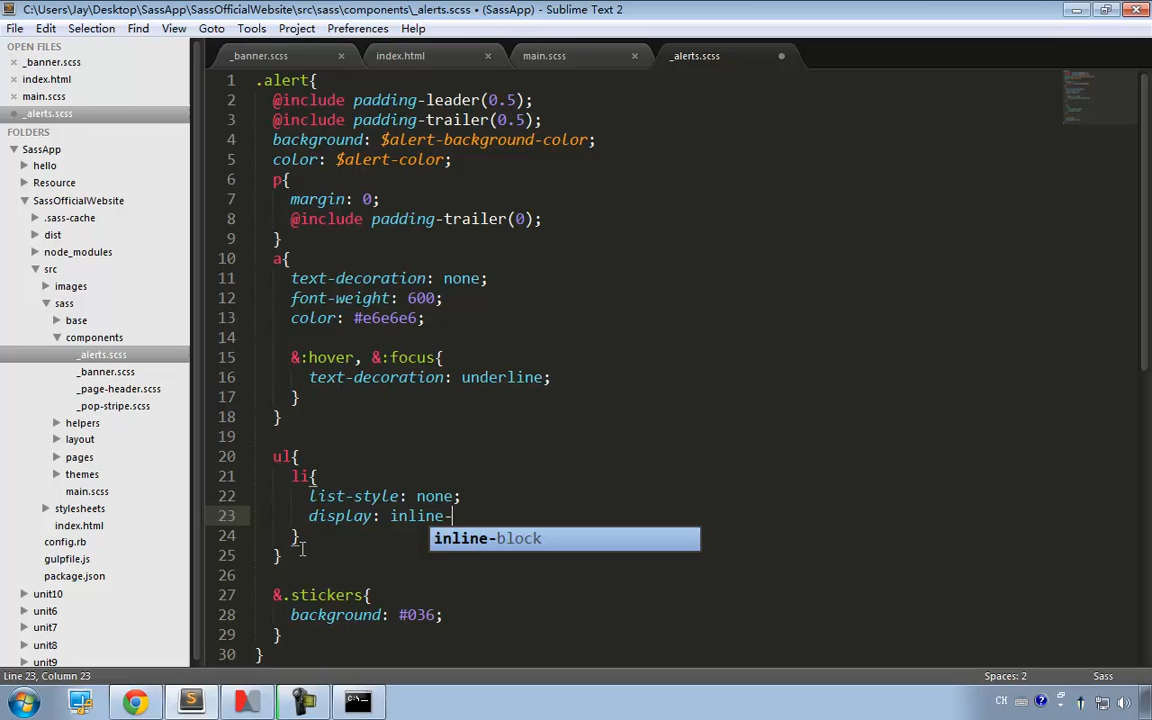 C:\Users\Jay\Desktop\SassApp\SassOfficialWebsite\src\sass\components\_alerts.scss • (SassApp) - Sublime Text 2
File Edit Selection Find View Goto Tools Project Preferences Help
OPEN FILES
_banner.scss
index.html
main.scss
_alerts.scss
FOLDERS
SassApp
hello
Resource
SassOfficialWebsite
.sass-cache
dist
node_modules
src
images
sass
base
components
_alerts.scss
_banner.scss
_page-header.scss
_pop-stripe.scss
helpers
layout
pages
themes
main.scss
stylesheets
index.html
config.rb
gulpfile.js
package.json
unit10
unit6
unit7
unit8
unit9
_banner.scss index.html main.scss _alerts.scss
1 .alert{
2 @include padding-leader(0.5);
3 @include padding-trailer(0.5);
4 background: $alert-background-color;
5 color: $alert-color;
6 p{
7 margin: 0;
8 @include padding-trailer(0);
9 }
10 a{
11 text-decoration: none;
12 font-weight: 600;
13 color: #e6e6e6;
14
15 &:hover, &:focus{
16 text-decoration: underline;
17 }
18 }
19
20 ul{
21 li{
22 list-style: none;
23 display: inline-
24 }
inline-block
25 }
26
27 &.stickers{
28 background: #036;
29 }
30 }
Line 23, Column 23 Spaces: 2 Sass
CH